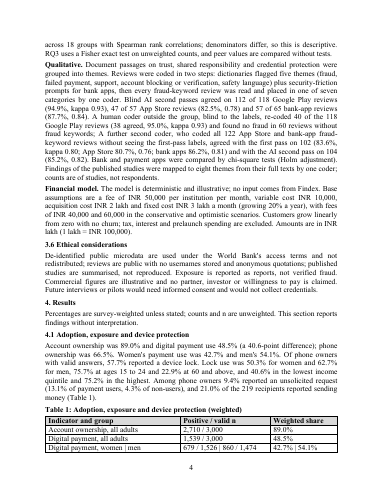 across 18 groups with Spearman rank correlations; denominators differ, so this is descriptive.
RQ3 uses a Fisher exact test on unweighted counts, and peer values are compared without tests.
Qualitative. Document passages on trust, shared responsibility and credential protection were
grouped into themes. Reviews were coded in two steps: dictionaries flagged five themes (fraud,
failed payment, support, account blocking or verification, safety language) plus security-friction
prompts for bank apps, then every fraud-keyword review was read and placed in one of seven
categories by one coder. Blind AI second passes agreed on 112 of 118 Google Play reviews
(94.9%, kappa 0.93), 47 of 57 App Store reviews (82.5%, 0.78) and 57 of 65 bank-app reviews
(87.7%, 0.84). A human coder outside the group, blind to the labels, re-coded 40 of the 118
Google Play reviews (38 agreed, 95.0%, kappa 0.93) and found no fraud in 60 reviews without
fraud keywords; A further second coder, who coded all 122 App Store and bank-app fraud-
keyword reviews without seeing the first-pass labels, agreed with the first pass on 102 (83.6%,
kappa 0.80; App Store 80.7%, 0.76; bank apps 86.2%, 0.81) and with the AI second pass on 104
(85.2%, 0.82). Bank and payment apps were compared by chi-square tests (Holm adjustment).
Findings of the published studies were mapped to eight themes from their full texts by one coder;
counts are of studies, not respondents.
Financial model. The model is deterministic and illustrative; no input comes from Findex. Base
assumptions are a fee of INR 50,000 per institution per month, variable cost INR 10,000,
acquisition cost INR 2 lakh and fixed cost INR 3 lakh a month (growing 20% a year), with fees
of INR 40,000 and 60,000 in the conservative and optimistic scenarios. Customers grow linearly
from zero with no churn; tax, interest and prelaunch spending are excluded. Amounts are in INR
lakh (1 lakh = INR 100,000).
3.6 Ethical considerations
De-identified public microdata are used under the World Bank's access terms and not
redistributed; reviews are public with no usernames stored and anonymous quotations; published
studies are summarised, not reproduced. Exposure is reported as reports, not verified fraud.
Commercial figures are illustrative and no partner, investor or willingness to pay is claimed.
Future interviews or pilots would need informed consent and would not collect credentials.
4. Results
Percentages are survey-weighted unless stated; counts and n are unweighted. This section reports
findings without interpretation.
4.1 Adoption, exposure and device protection
Account ownership was 89.0% and digital payment use 48.5% (a 40.6-point difference); phone
ownership was 66.5%. Women's payment use was 42.7% and men's 54.1%. Of phone owners
with valid answers, 57.7% reported a device lock. Lock use was 50.3% for women and 62.7%
for men, 75.7% at ages 15 to 24 and 22.9% at 60 and above, and 40.6% in the lowest income
quintile and 75.2% in the highest. Among phone owners 9.4% reported an unsolicited request
(13.1% of payment users, 4.3% of non-users), and 21.0% of the 219 recipients reported sending
money (Table 1).
Table 1: Adoption, exposure and device protection (weighted)
Indicator and group Positive / valid n Weighted share
Account ownership, all adults 2,710 / 3,000 89.0%
Digital payment, all adults 1,539 / 3,000 48.5%
Digital payment, women | men 679 / 1,526 | 860 / 1,474 42.7% | 54.1%
4